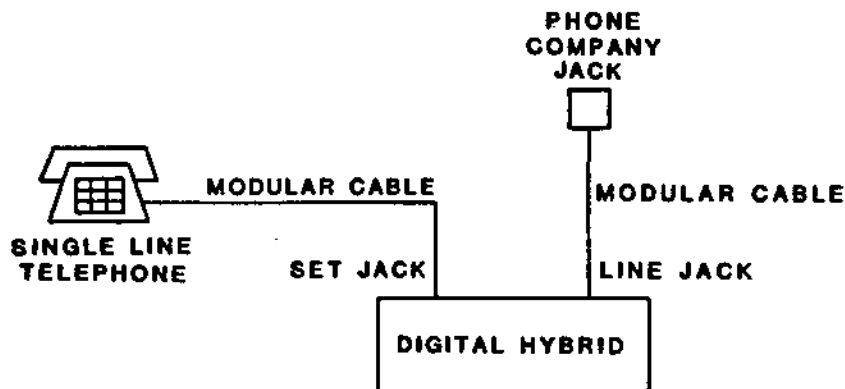 PHONE
COMPANY
JACK
MODULAR CABLE
MODULAR CABLE
SINGLE LINE
TELEPHONE
SET JACK
LINE JACK
DIGITAL HYBRID